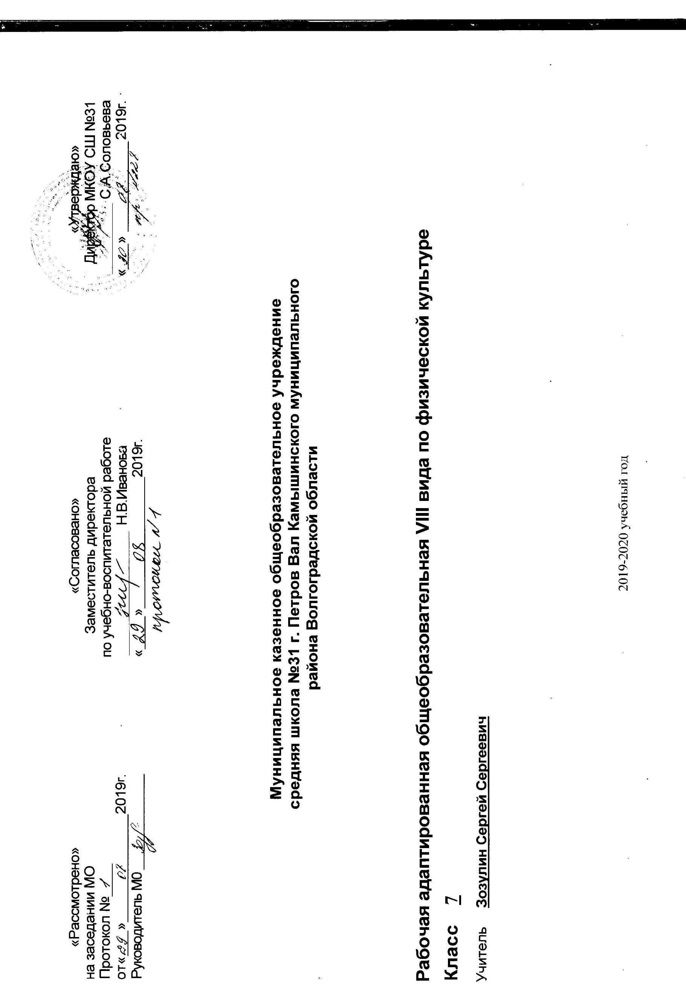 «Рассмотрено»
на заседании МО
Протокол № 1
от« 29 » 08 2019г.
Руководитель М0
«Согласовано»
Заместитель директора
по учебно-воспитательной работе
Н.В.Иванова
« 29 » 08 2019г.
протокол N 1
«Утверждаю»
Директор МКОУ СШ №31
С.А.Соловьева
« 30 » 08 2019г.
Муниципальное казенное общеобразовательное учреждение
средняя школа №31 г. Петров Вал Камышинского муниципального
района Волгоградской области
Рабочая адаптированная общеобразовательная VIII вида по физической культуре
Класс 7
Учитель Зозулин Сергей Сергеевич
2019-2020 учебный год